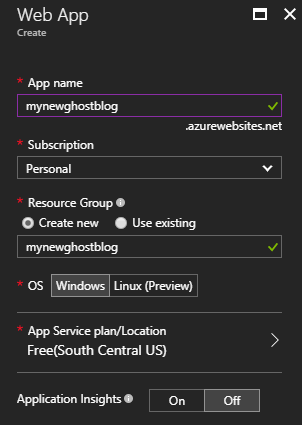 Web App
Create
* App name
mynewghostblog
.azurewebsites.net
* Subscription
Personal
* Resource Group
Create new Use existing
mynewghostblog
* OS Windows Linux (Preview)
* App Service plan/Location
Free(South Central US)
Application Insights On Off